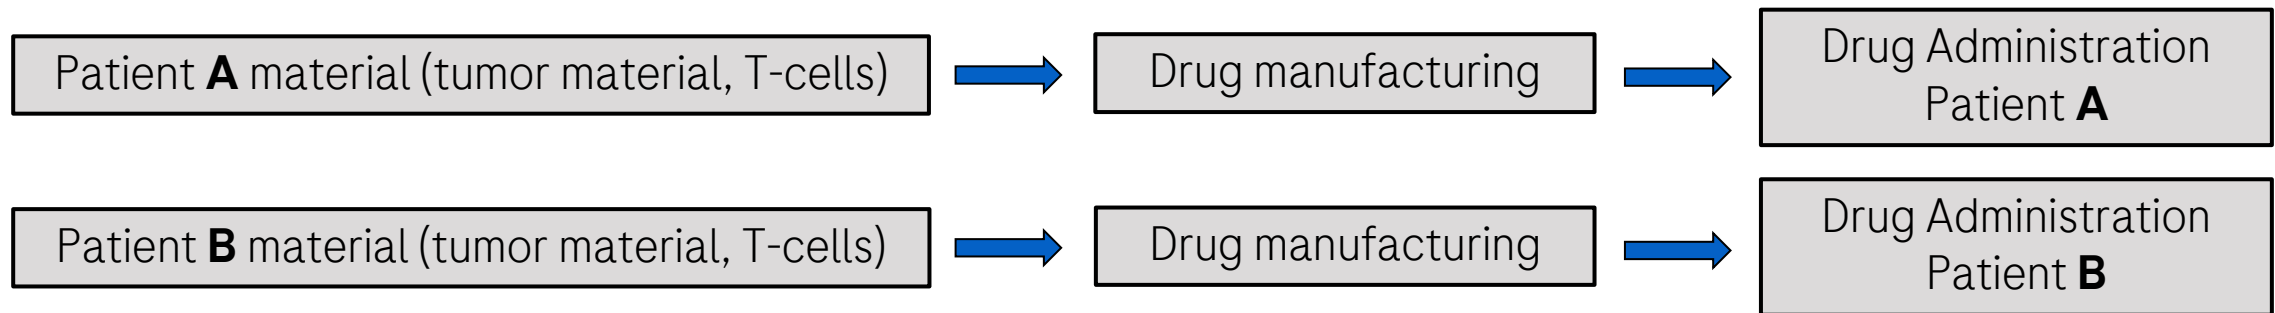 Patient A material (tumor material, T-cells)
Drug manufacturing
Drug Administration
Patient A
Patient B material (tumor material, T-cells)
Drug manufacturing
Drug Administration
Patient B